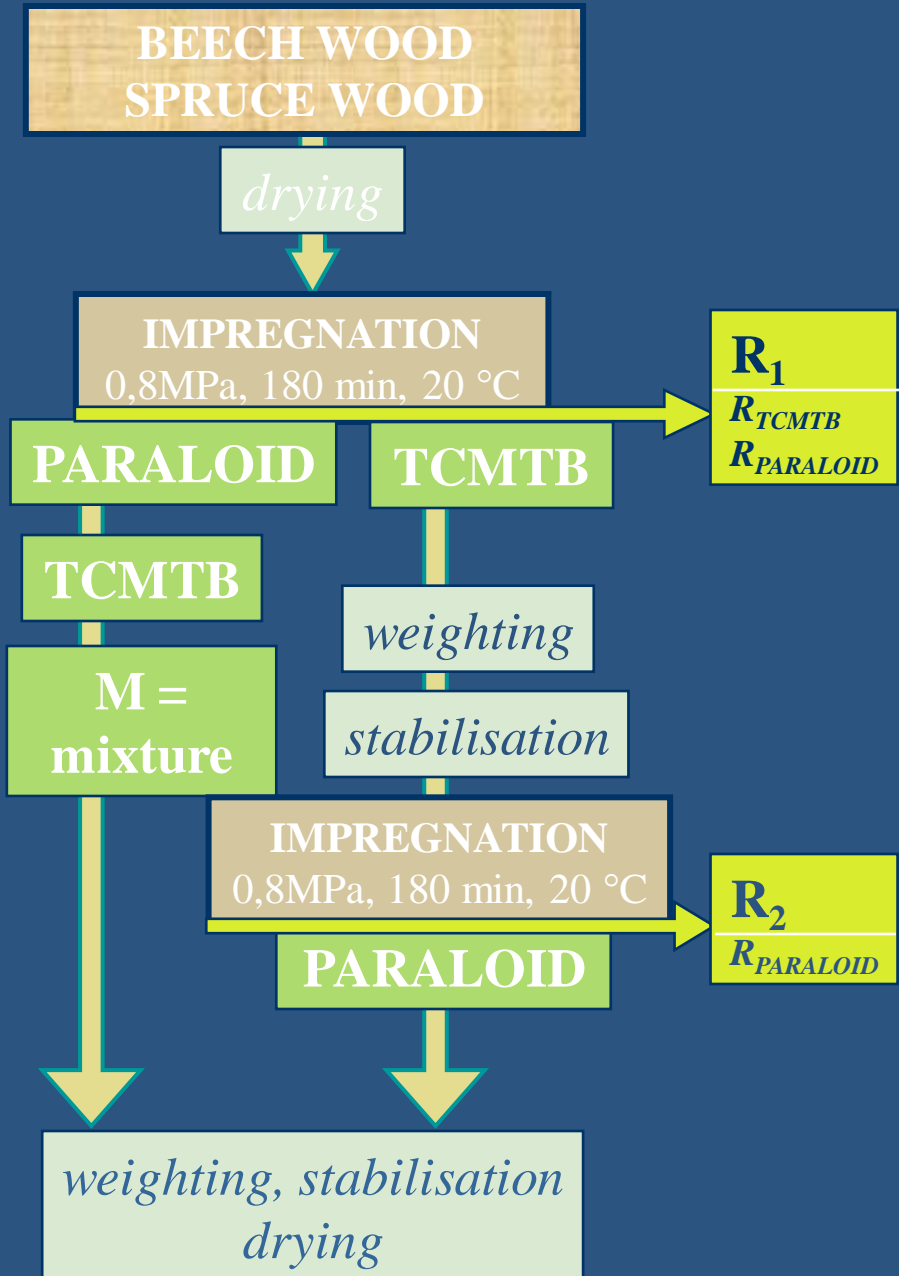 BEECH WOOD
SPRUCE WOOD
drying
IMPREGNATION
0,8MPa, 180 min, 20 °C
R1
RTCMTB
RPARALOID
PARALOID
TCMTB
TCMTB
M =
mixture
weighting
stabilisation
IMPREGNATION
0,8MPa, 180 min, 20 °C
R2
RPARALOID
PARALOID
weighting, stabilisation
drying